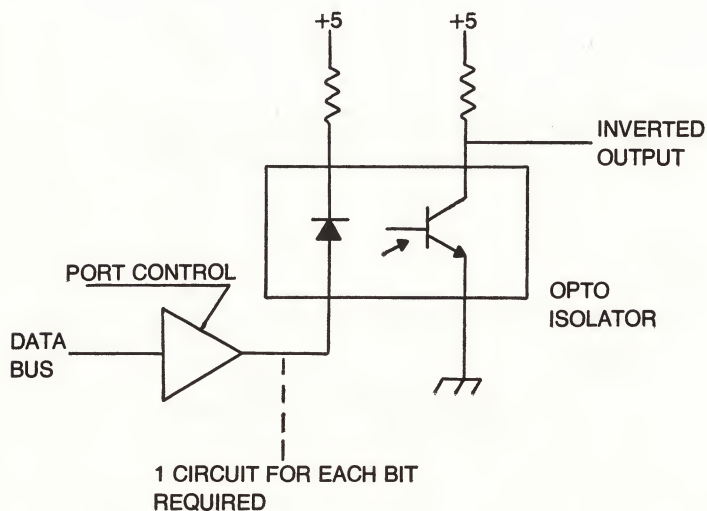 +5
+5
INVERTED
OUTPUT
PORT CONTROL
OPTO
ISOLATOR
DATA
BUS
1 CIRCUIT FOR EACH BIT
REQUIRED